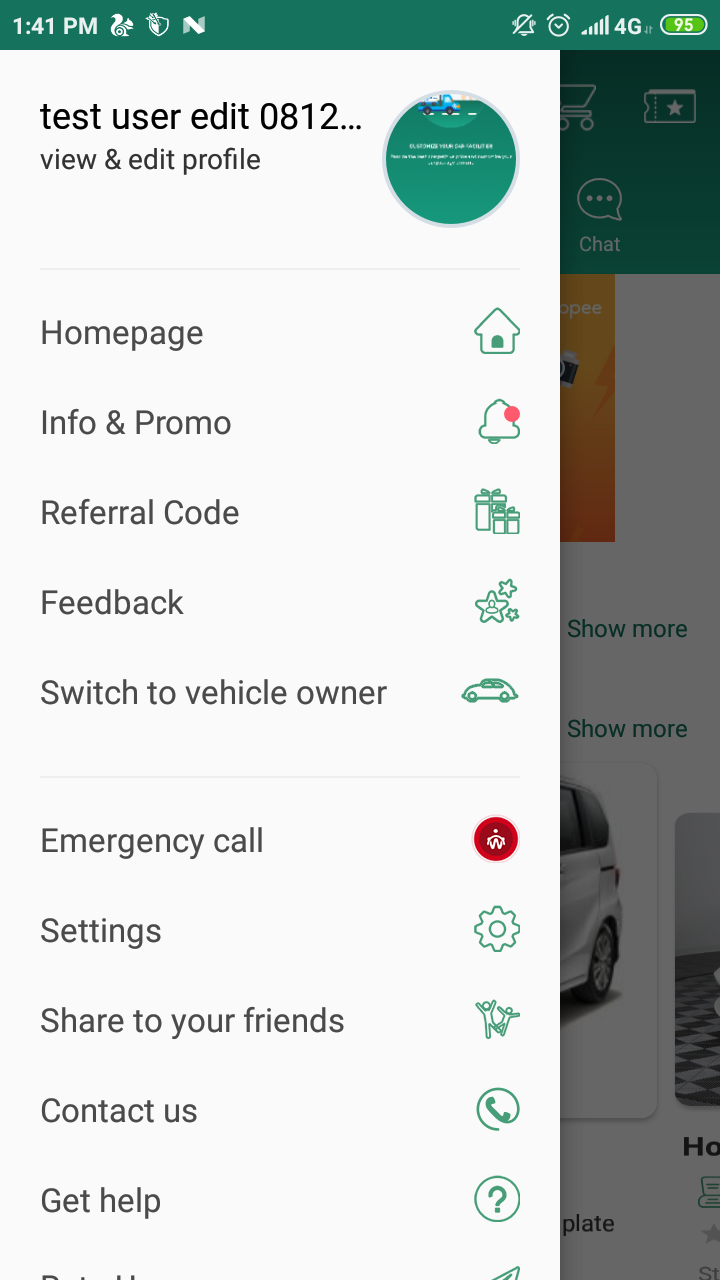 1:41 PM
4G
95
test user edit 0812...
view & edit profile
CUSTOMIZE YOUR CAR FACILITIES
Chat
opee
Homepage
Info & Promo
Referral Code
Feedback
Show more
Switch to vehicle owner
Show more
Emergency call
Settings
Share to your friends
Contact us
Ho
Get help
plate
St